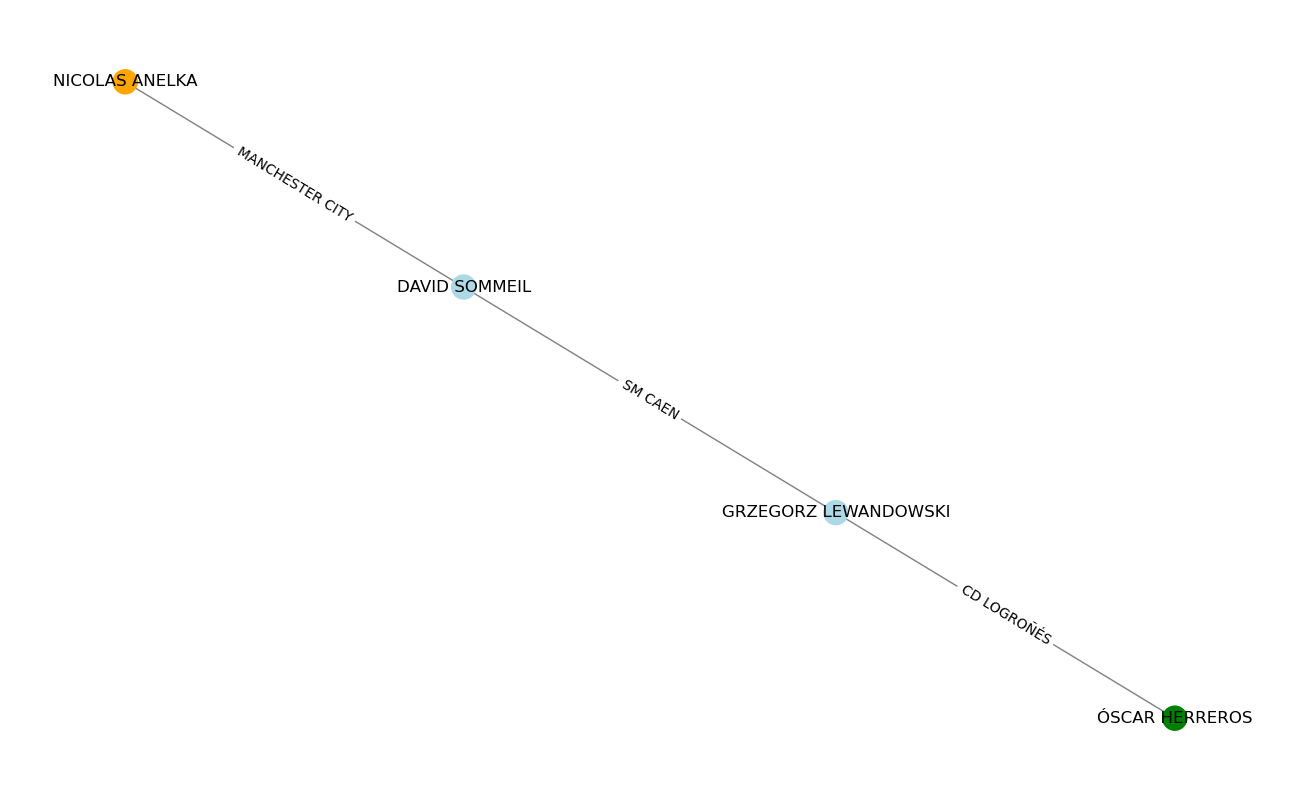 NICOLAS ANELKA
MANCHESTER CITY
DAVID SOMMEIL
SM CAEN
GRZEGORZ LEWANDOWSKI
CD LOGROÑÉS
ÓSCAR HERREROS